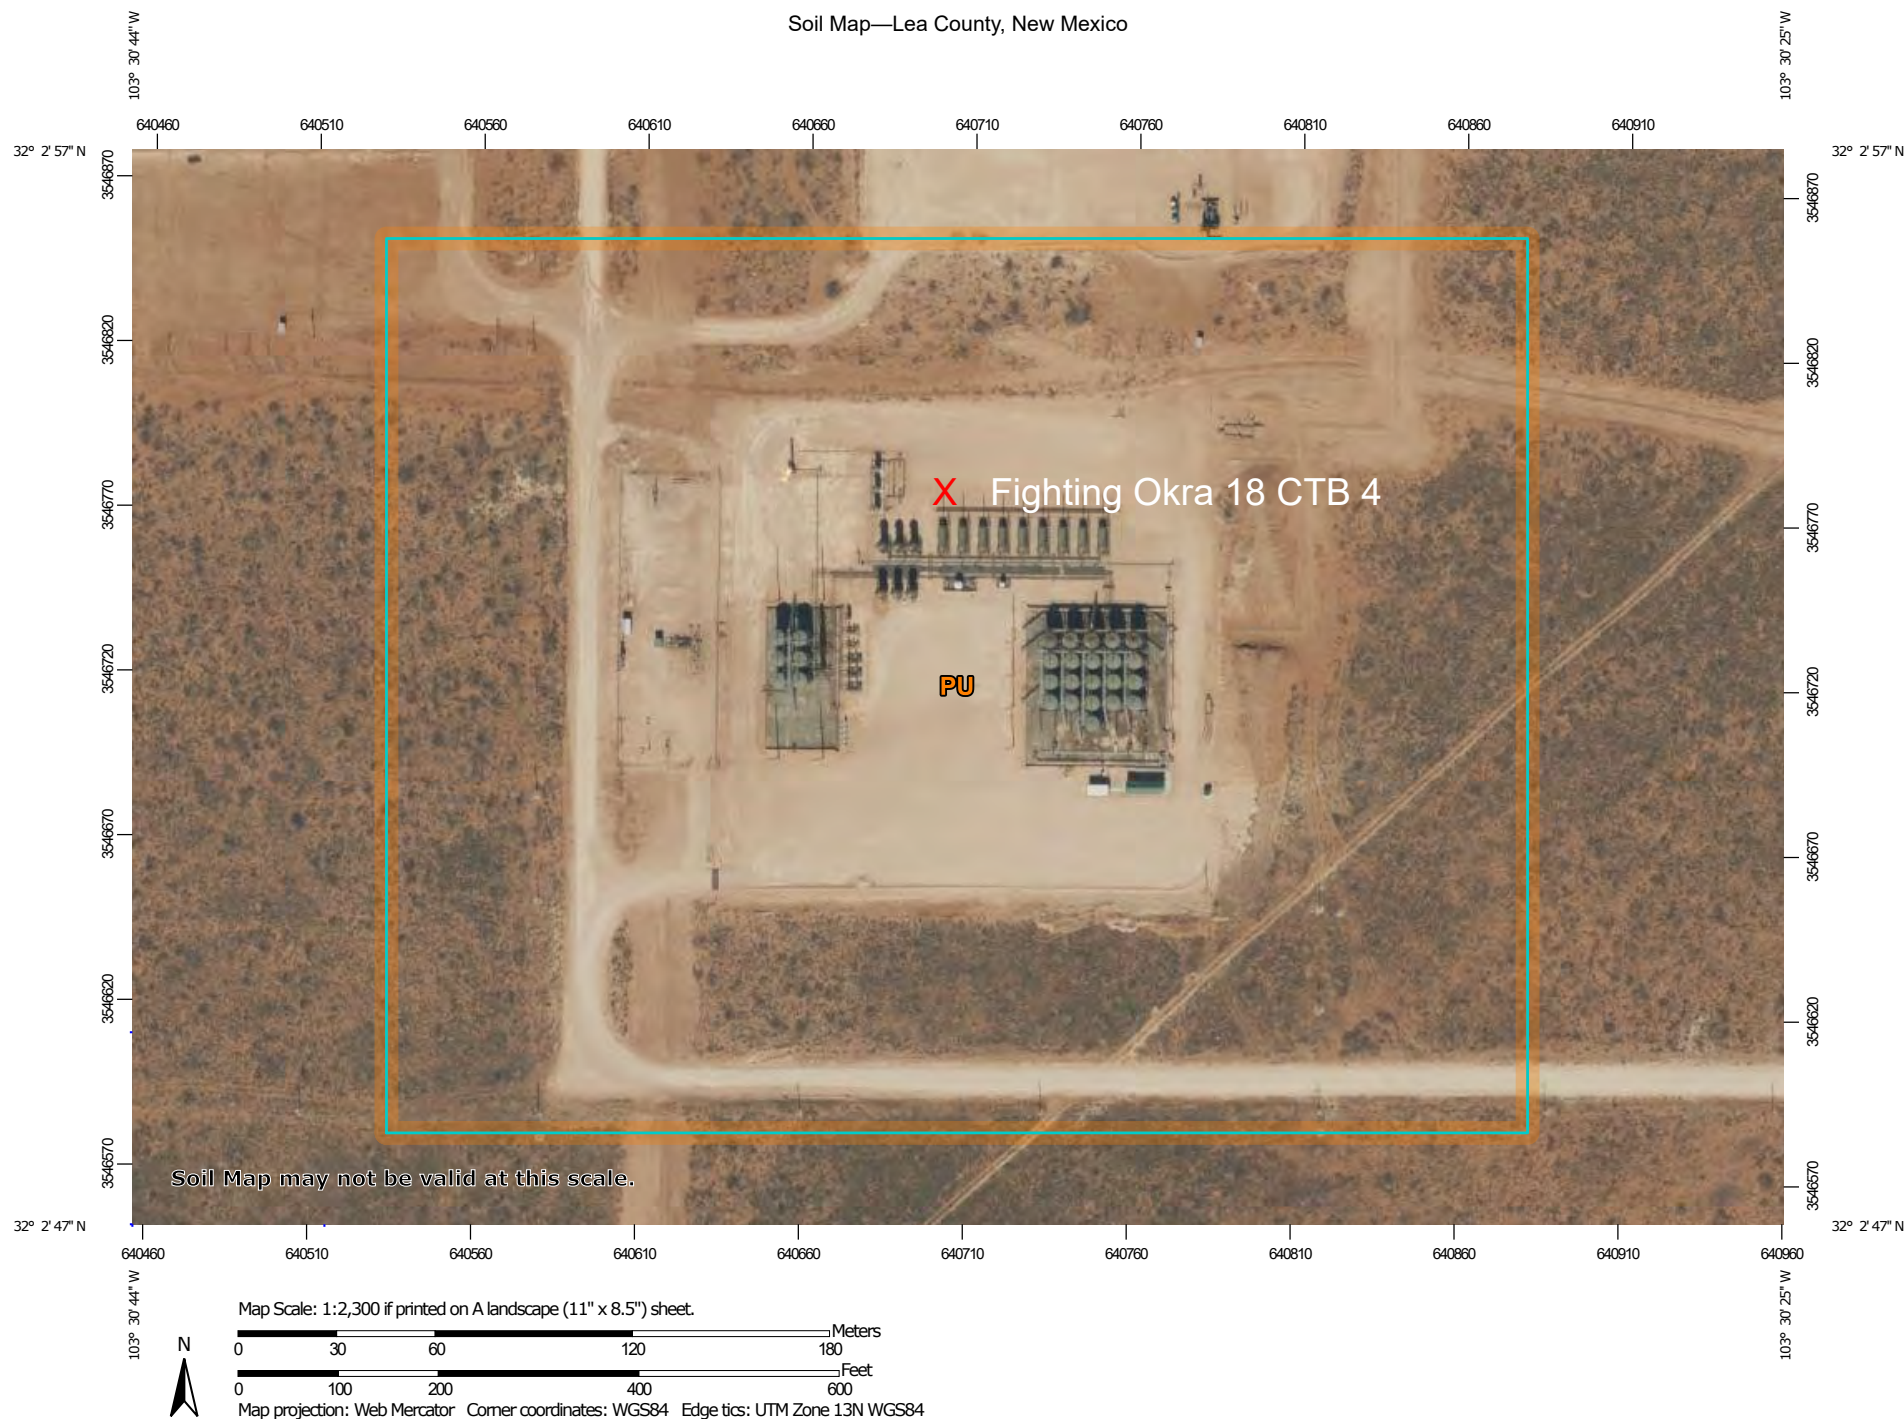 Soil Map—Lea County, New Mexico
103° 30' 44'' W
103° 30' 25'' W
640460 640510 640560 640610 640660 640710 640760 640810 640860 640910
32° 2' 57'' N
32° 2' 57'' N
3546870
3546870
3546820
3546820
3546770
3546770
X Fighting Okra 18 CTB 4
3546720
3546720
PU
3546670
3546670
3546620
3546620
3546570
3546570
Soil Map may not be valid at this scale.
32° 2' 47'' N
32° 2' 47'' N
640460 640510 640560 640610 640660 640710 640760 640810 640860 640910 640960
103° 30' 44'' W
103° 30' 25'' W
Map Scale: 1:2,300 if printed on A landscape (11" x 8.5") sheet.
Meters
0 30 60 120 180
N
Feet
0 100 200 400 600
Map projection: Web Mercator Corner coordinates: WGS84 Edge tics: UTM Zone 13N WGS84